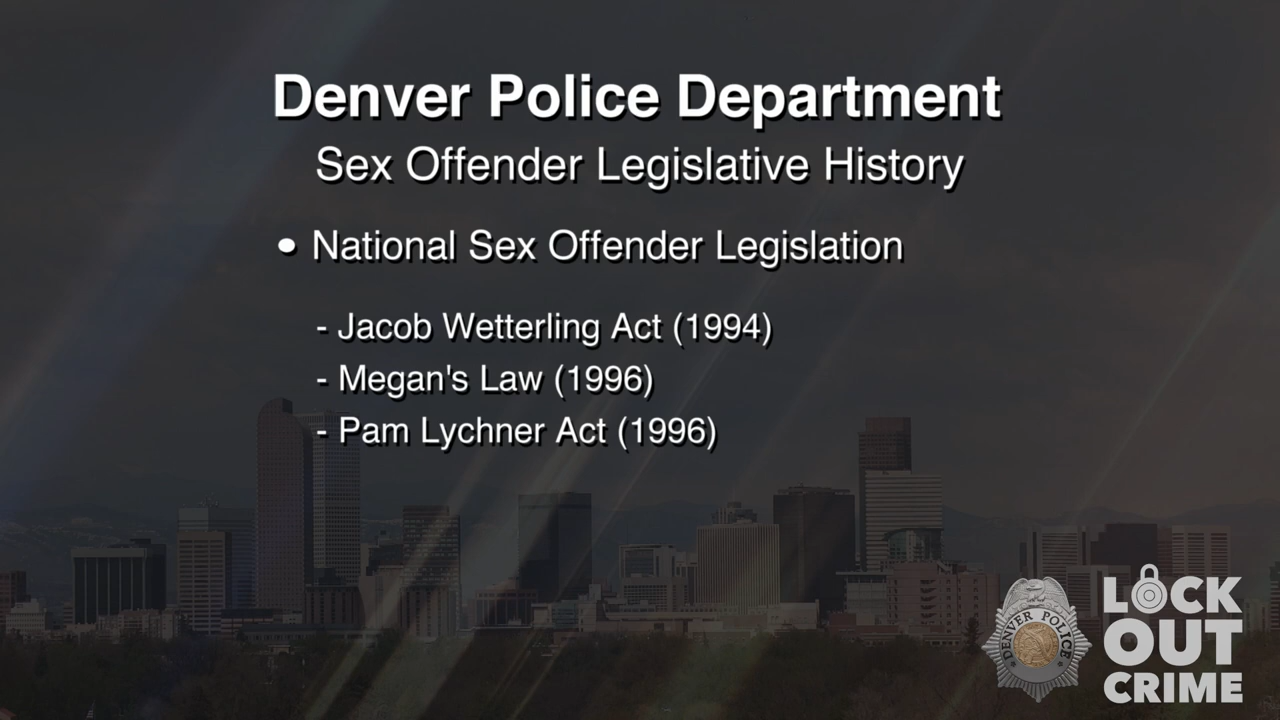 Denver Police Department
Sex Offender Legislative History
• National Sex Offender Legislation
- Jacob Wetterling Act (1994)
- Megan's Law (1996)
- Pam Lychner Act (1996)
DENVER POLICE
LOCK
OUT
CRIME